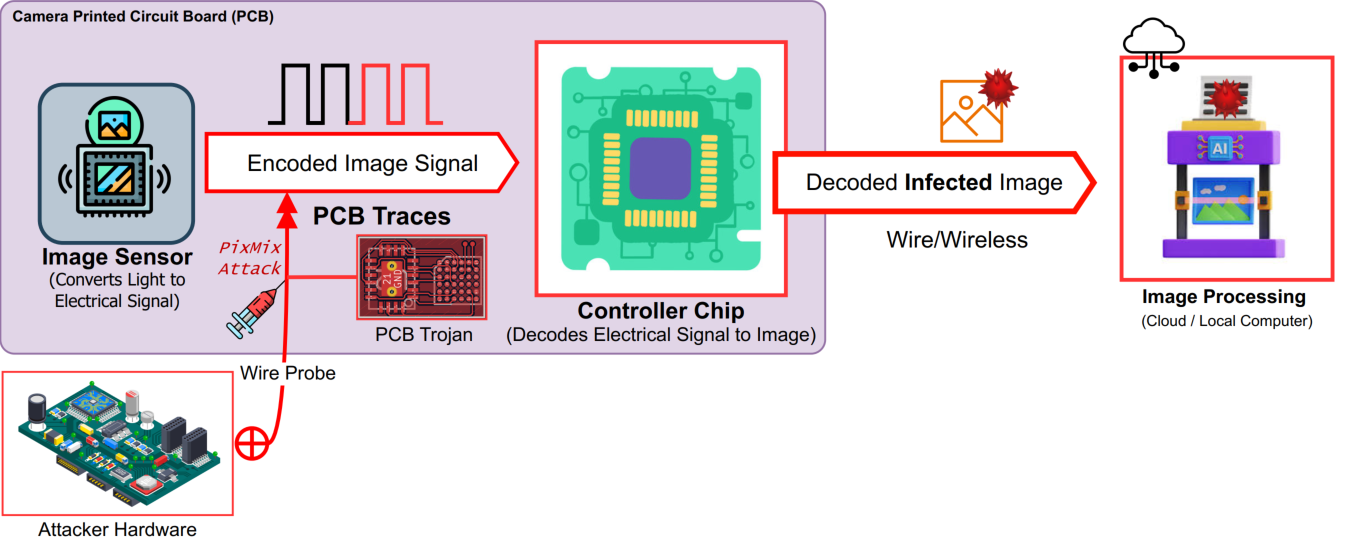 Camera Printed Circuit Board (PCB)
Encoded Image Signal
PCB Traces
Image Sensor
(Converts Light to
Electrical Signal)
PixMix
Attack
21
GND
PCB Trojan
Controller Chip
(Decodes Electrical Signal to Image)
Decoded Infected Image
Wire/Wireless
AI
Image Processing
(Cloud / Local Computer)
Wire Probe
Attacker Hardware